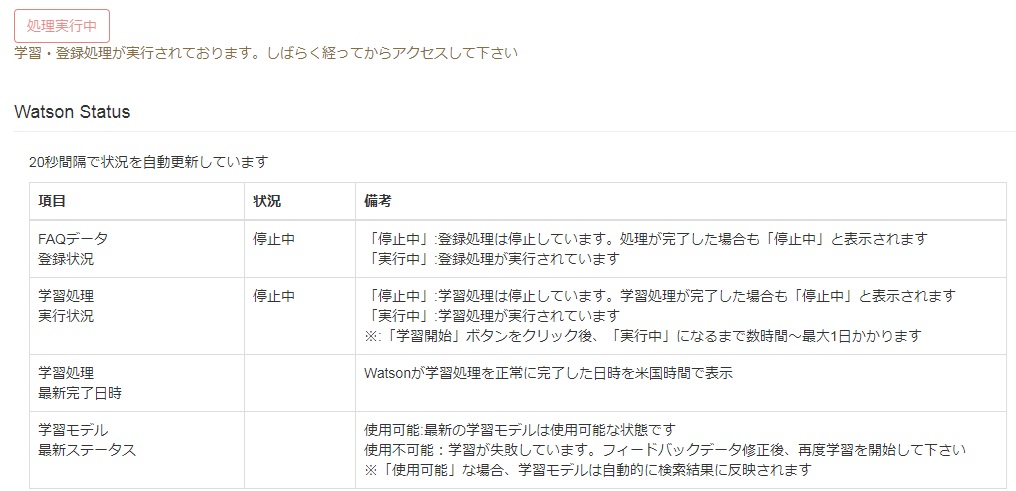 処理実行中
学習・登録処理が実行されております。しばらく経ってからアクセスして下さい
Watson Status
20秒間隔で状況を自動更新しています
項目 状況 備考
FAQデータ 停止中 「停止中」:登録処理は停止しています。処理が完了した場合も「停止中」と表示されます
登録状況 「実行中」:登録処理が実行されています
学習処理 停止中 「停止中」:学習処理は停止しています。学習処理が完了した場合も「停止中」と表示されます
実行状況 「実行中」:学習処理が実行されています
※:「学習開始」ボタンをクリック後、「実行中」になるまで数時間～最大1日かかります
学習処理 Watsonが学習処理を正常に完了した日時を米国時間で表示
最新完了日時
学習モデル 使用可能:最新の学習モデルは使用可能な状態です
最新ステータス 使用不可能：学習が失敗しています。フィードバックデータ修正後、再度学習を開始して下さい
※「使用可能」な場合、学習モデルは自動的に検索結果に反映されます